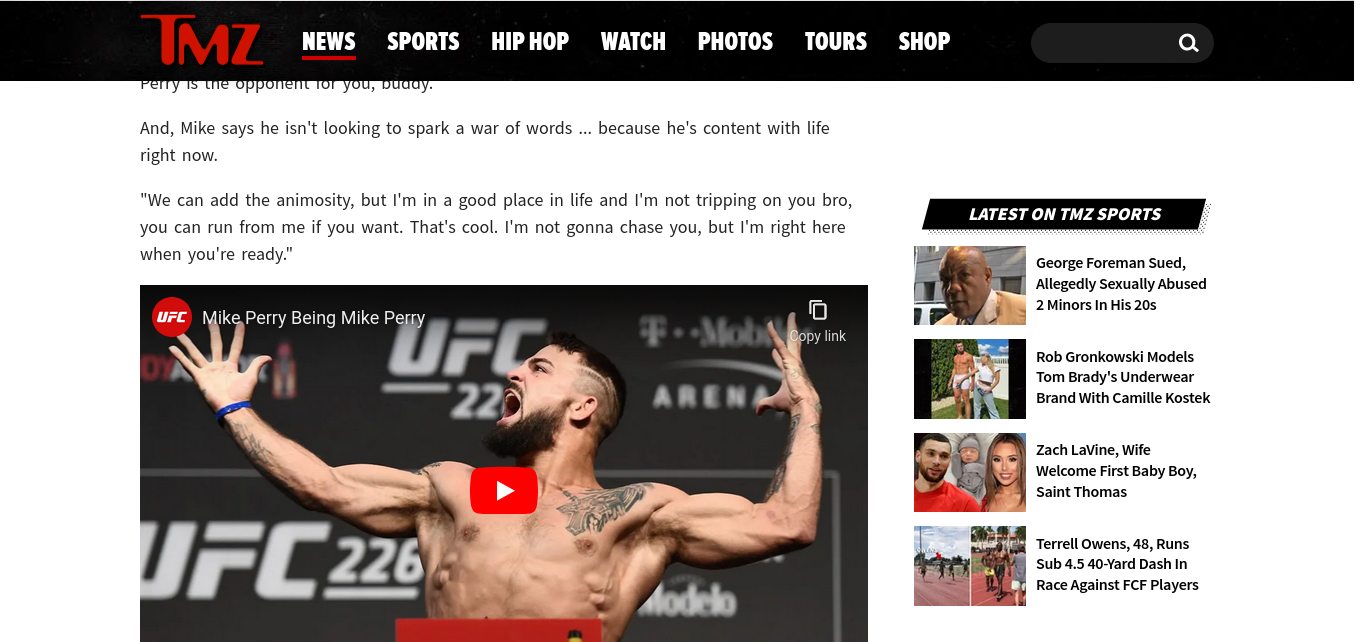 TMZ
NEWS SPORTS HIP HOP WATCH PHOTOS TOURS SHOP
Perry is the opponent for you, buddy.
And, Mike says he isn't looking to spark a war of words ... because he's content with life
right now.
"We can add the animosity, but I'm in a good place in life and I'm not tripping on you bro,
you can run from me if you want. That's cool. I'm not gonna chase you, but I'm right here
when you're ready."
UFC
Mike Perry Being Mike Perry
Copy link
UFC
T-Mobile
ARENA
UFC 226
Modelo
LATEST ON TMZ SPORTS
George Foreman Sued,
Allegedly Sexually Abused
2 Minors In His 20s
Rob Gronkowski Models
Tom Brady's Underwear
Brand With Camille Kostek
Zach LaVine, Wife
Welcome First Baby Boy,
Saint Thomas
Terrell Owens, 48, Runs
Sub 4.5 40-Yard Dash In
Race Against FCF Players